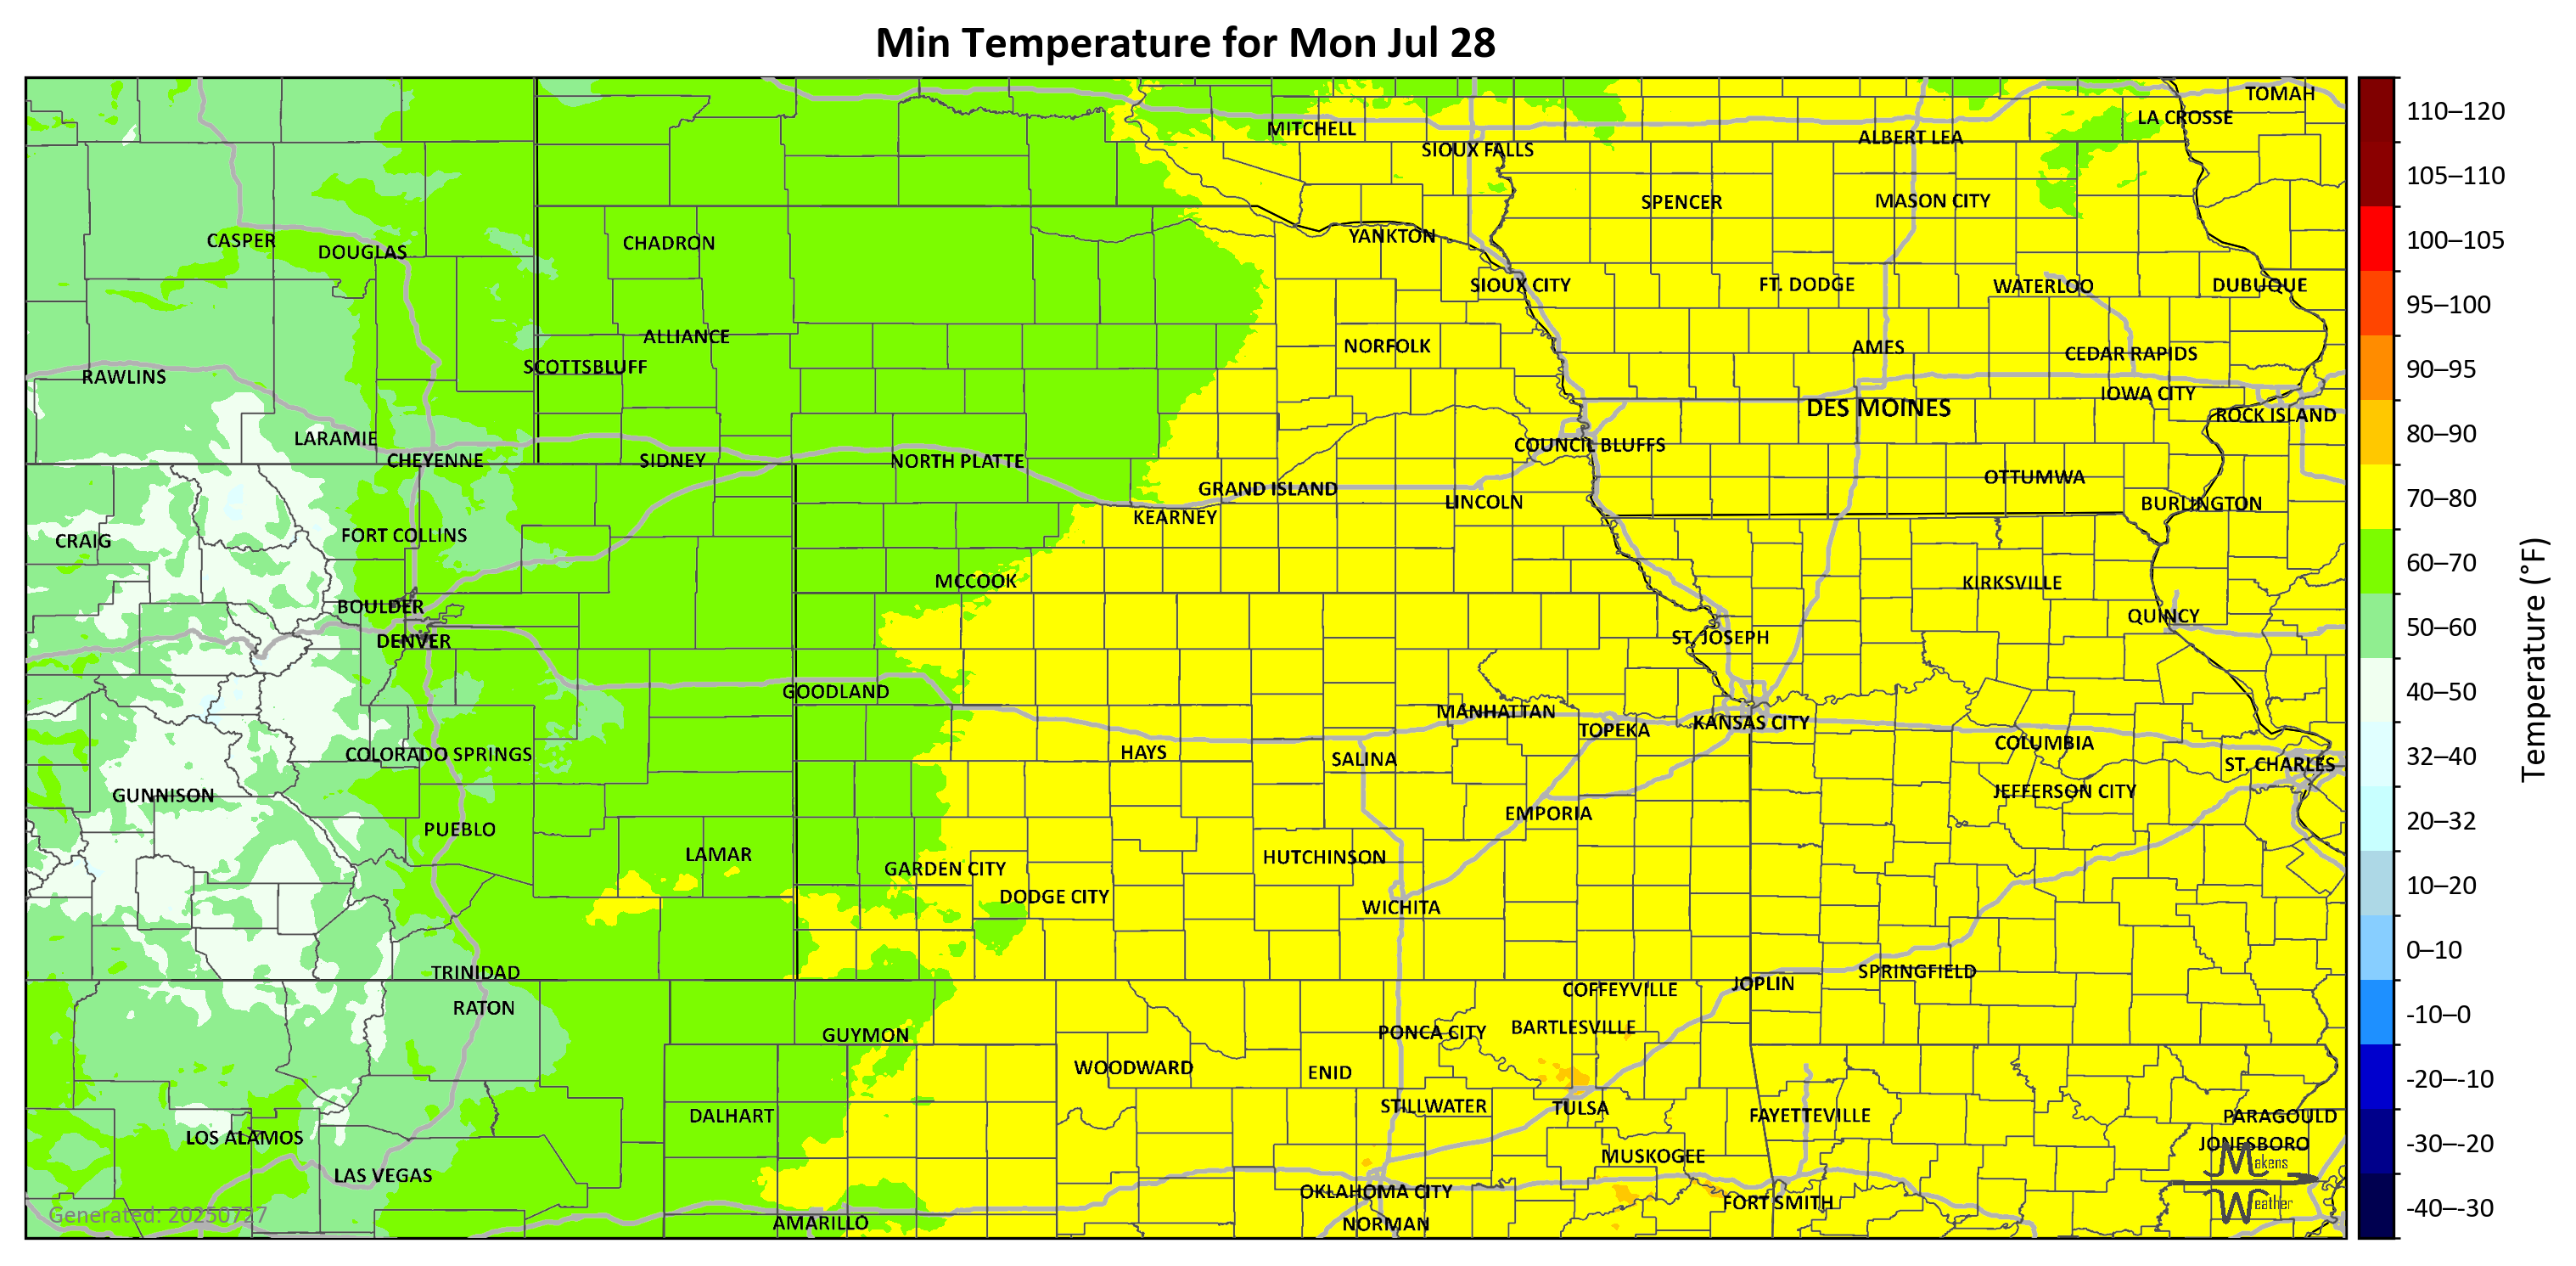 Min Temperature for Mon Jul 28
TOMAH
LA CROSSE
MITCHELL
ALBERT LEA
SIOUX FALLS
SPENCER
MASON CITY
CASPER
DOUGLAS
CHADRON
YANKTON
SIOUX CITY
FT. DODGE
WATERLOO
DUBUQUE
ALLIANCE
NORFOLK
AMES
CEDAR RAPIDS
SCOTTSBLUFF
RAWLINS
IOWA CITY
DES MOINES
ROCK ISLAND
LARAMIE
COUNCIL BLUFFS
CHEYENNE
SIDNEY
NORTH PLATTE
OTTUMWA
GRAND ISLAND
LINCOLN
BURLINGTON
KEARNEY
FORT COLLINS
CRAIG
MCCOOK
KIRKSVILLE
BOULDER
QUINCY
DENVER
ST. JOSEPH
GOODLAND
MANHATTAN
TOPEKA
KANSAS CITY
COLUMBIA
COLORADO SPRINGS
HAYS
SALINA
ST. CHARLES
GUNNISON
JEFFERSON CITY
EMPORIA
PUEBLO
LAMAR
HUTCHINSON
GARDEN CITY
DODGE CITY
WICHITA
TRINIDAD
SPRINGFIELD
JOPLIN
COFFEYVILLE
RATON
GUYMON
PONCA CITY
BARTLESVILLE
WOODWARD
ENID
STILLWATER
TULSA
DALHART
FAYETTEVILLE
PARAGOULD
LOS ALAMOS
JONESBORO
MUSKOGEE
LAS VEGAS
OKLAHOMA CITY
FORT SMITH
AMARILLO
NORMAN
Generated: 20250727
Makens
Weather
110–120
105–110
100–105
95–100
90–95
80–90
70–80
60–70
50–60
40–50
32–40
20–32
10–20
0–10
-10–0
-20–-10
-30–-20
-40–-30
Temperature (°F)